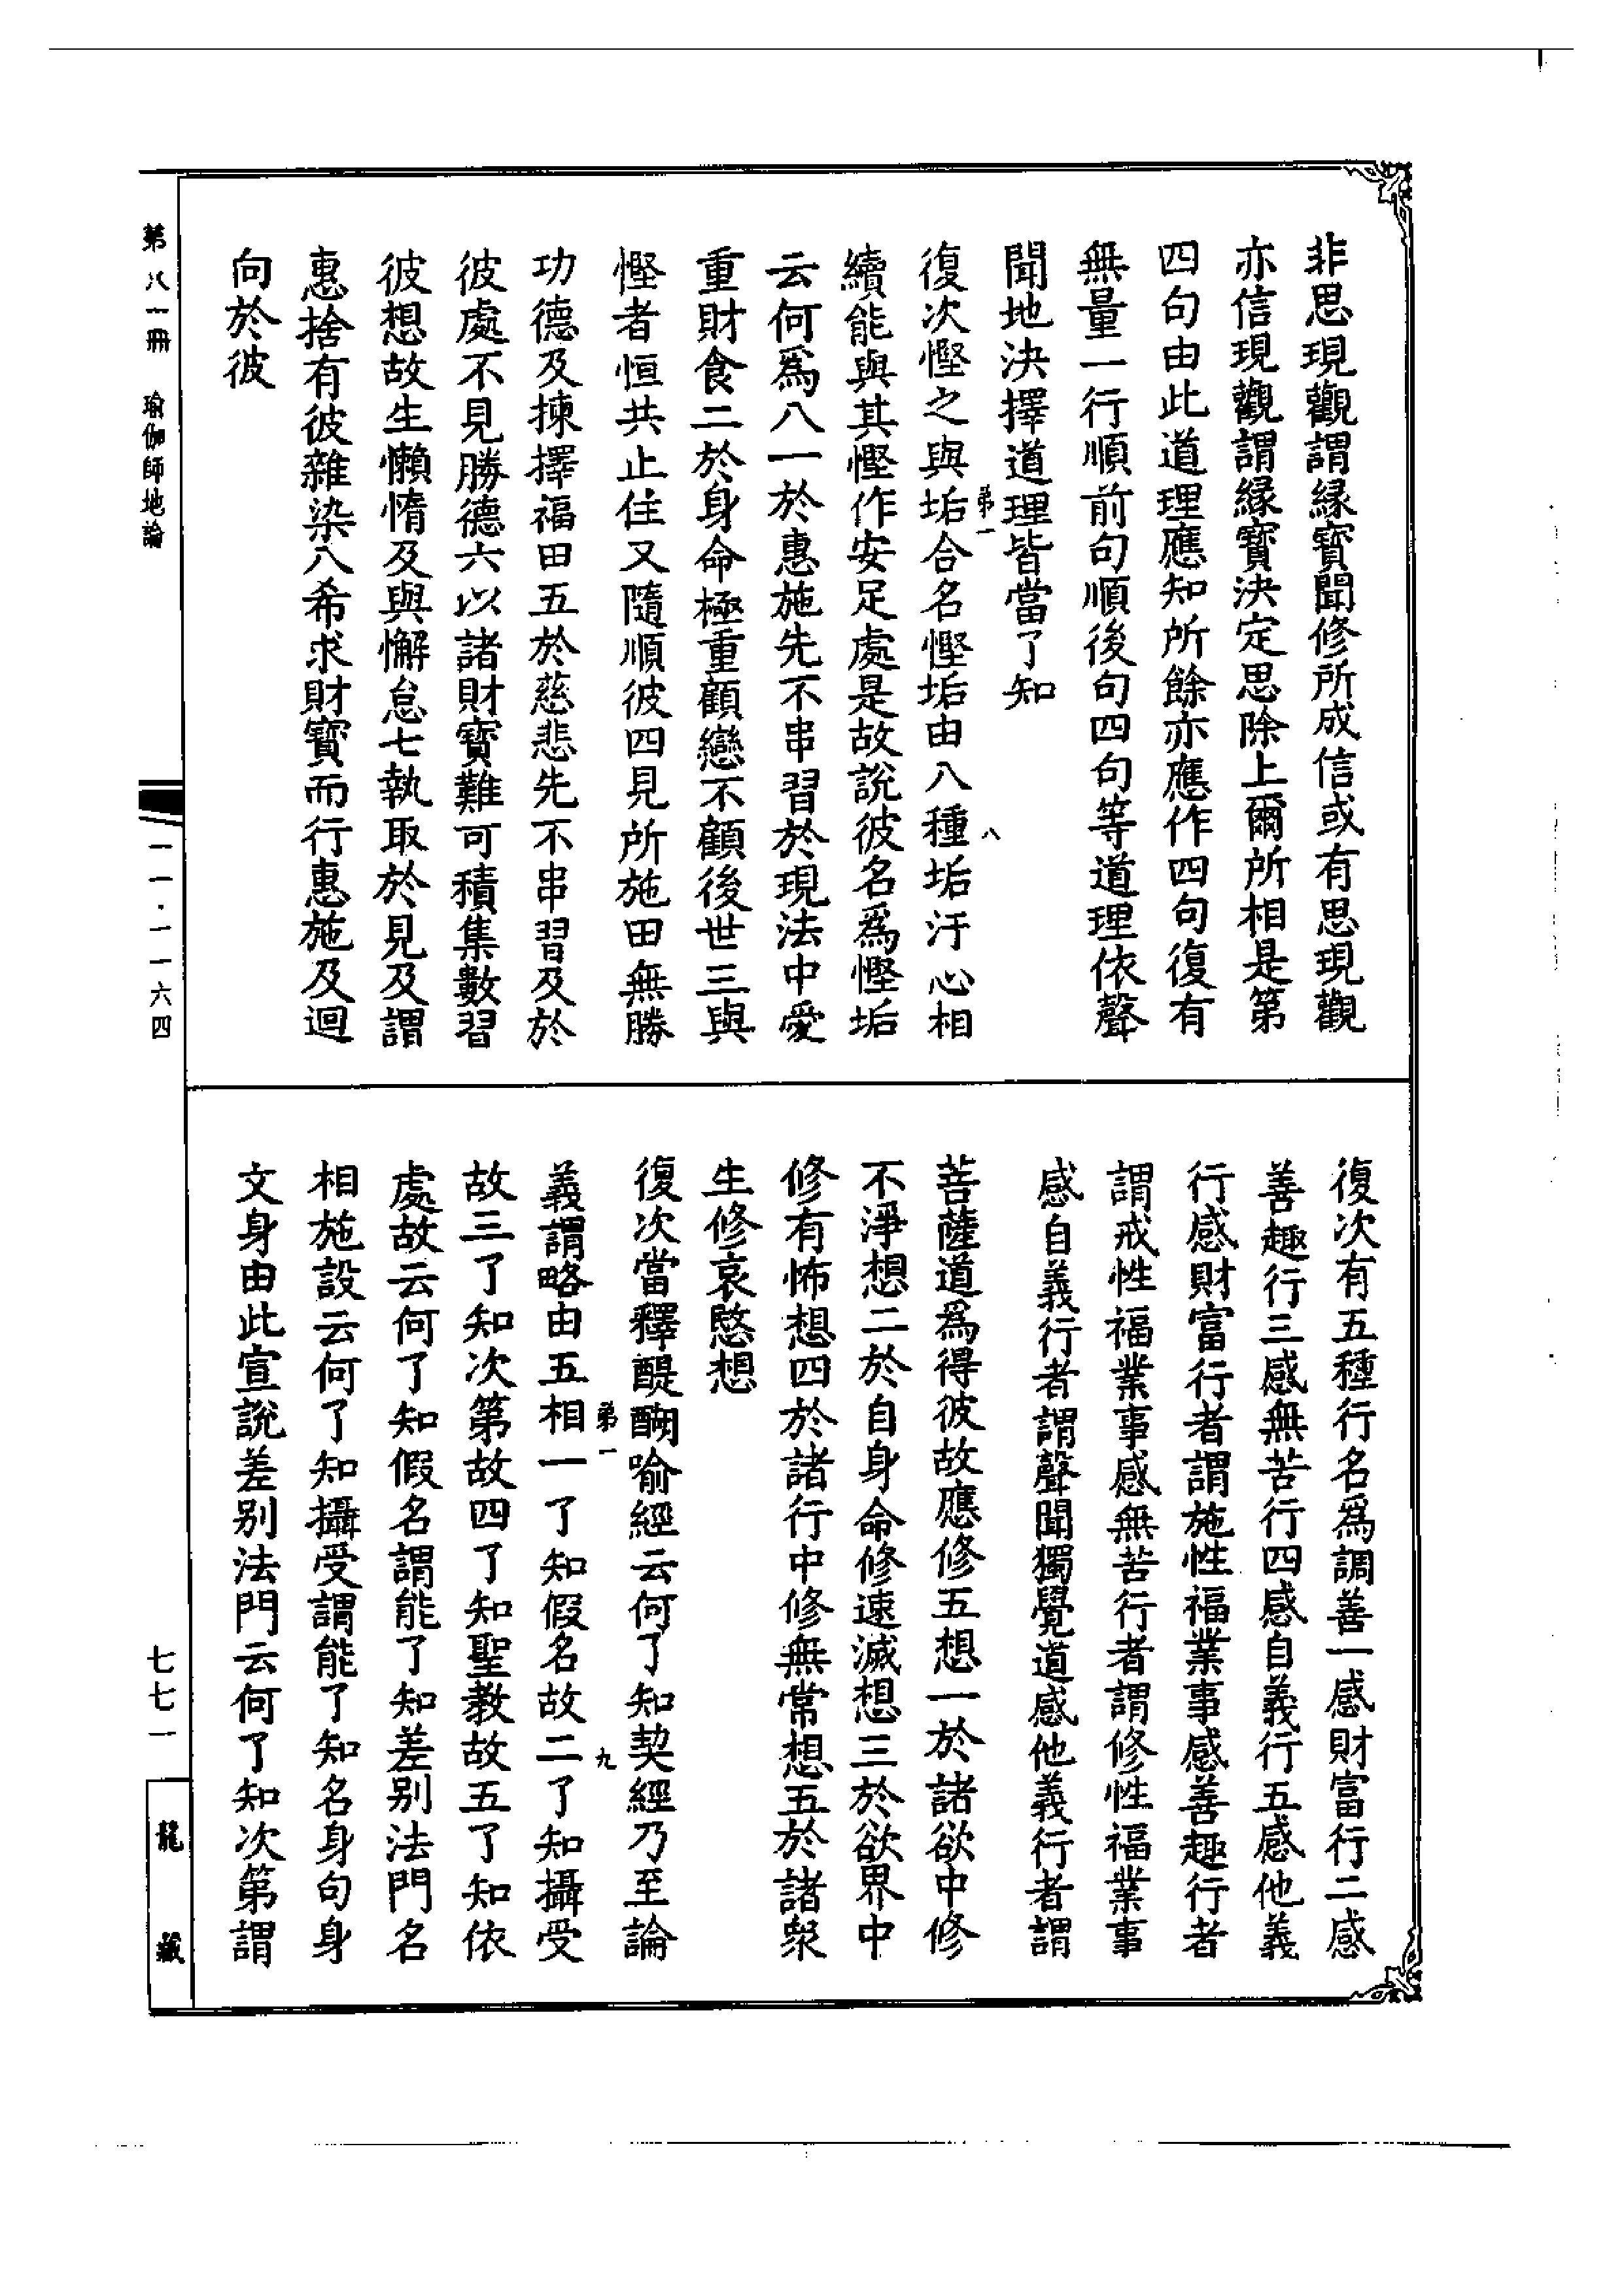 非思現觀謂緣寶聞修所成信或有思現觀
亦信現觀謂緣寶決定思除上爾所相是第
四句由此道理應知所餘亦應作四句復有
無量一行順前句順後句四句等道理依聲
聞地決擇道理皆當了知
復次慳之與垢合名慳垢由八種垢汙心相
第一 八
續能與其慳作安足處是故說彼名爲慳垢
云何爲八一於惠施先不串習於現法中愛
重財食二於身命極重顧戀不顧後世三與
慳者恒共止住又隨順彼四見所施田無勝
功德及揀擇福田五於慈悲先不串習及於
彼處不見勝德六以諸財寶難可積集數習
彼想故生懶惰及與懈怠七執取於見及謂
惠捨有彼雜染八希求財寶而行惠施及迴
向於彼
復次有五種行名爲調善一感財富行二感
善趣行三感無苦行四感自義行五感他義
行感財富行者謂施性福業事感善趣行者
謂戒性福業事感無苦行者謂修性福業事
感自義行者謂聲聞獨覺道感他義行者謂
菩薩道爲得彼故應修五想一於諸欲中修
不淨想二於自身命修速滅想三於欲界中
修有怖想四於諸行中修無常想五於諸眾
生修哀愍想
復次當釋醍醐喻經云何了知契經乃至論
第一 九
義謂略由五相一了知假名故二了知攝受
故三了知次第故四了知聖教故五了知依
處故云何了知假名謂能了知差别法門名
相施設云何了知攝受謂能了知名身句身
文身由此宣說差别法門云何了知次第謂
第八一冊 瑜伽師地論
一一一·一一六四
七七一
龍藏